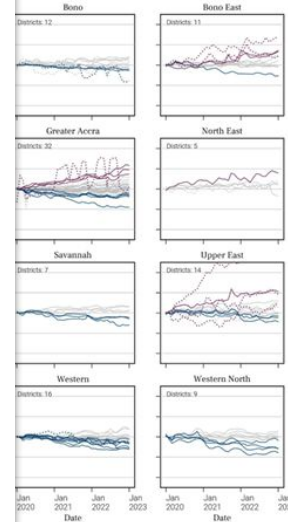 Bono
Bono East
Districts: 12
Districts: 11
Greater Accra
North East
Districts: 32
Districts: 5
Savannah
Upper East
Districts: 7
Districts: 14
Western
Western North
Districts: 16
Districts: 9
Jan Jan Jan Jan
2020 2021 2022 2023
Date
Jan Jan Jan
2020 2021 2022
Date